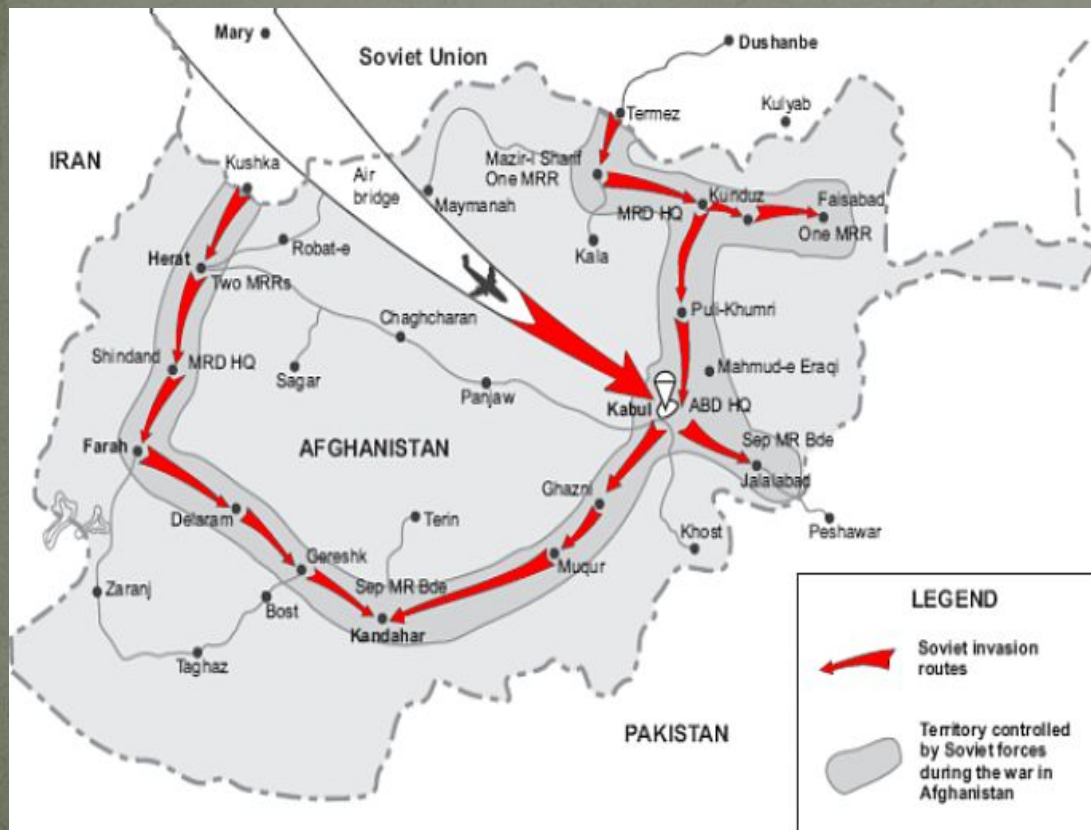 Mary
Soviet Union
Dushanbe
Termez
Kulyab
IRAN
Kushka
Air
bridge
Maymanah
Mazir-i Sharif
One MRR
MRD HQ
Kunduz
Faisabad
One MRR
Herat
Robat-e
Kala
Two MRRs
Chaghcharan
Puli-Khumri
Shindand
MRD HQ
Sagar
Panjaw
Mahmud-e Eraqi
Kabul
ABD HQ
Farah
AFGHANISTAN
Sep MR Bde
Jalalabad
Ghazni
Delaram
Terin
Khost
Peshawar
Gereshk
Muqur
Zaranj
Bost
Sep MR Bde
Kandahar
Taghaz
PAKISTAN
LEGEND
Soviet invasion
routes
Territory controlled
by Soviet forces
during the war in
Afghanistan